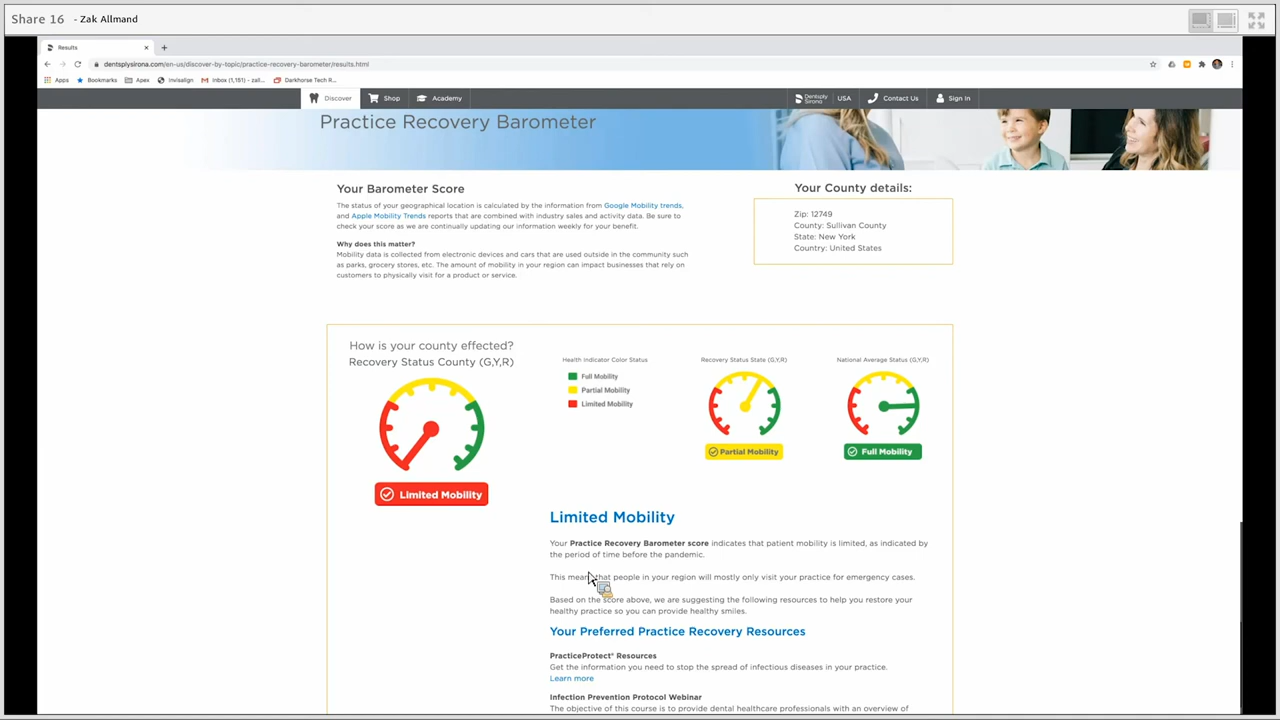 Share 16 - Zak Allmand
Results
dentsplysirona.com/en-us/discover-by-topic/practice-recovery-barometer/results.html
Apps Bookmarks Apex Invisalign Inbox (1,151) - zall... Darkhorse Tech R...
Discover Shop Academy Dentsply Sirona USA Contact Us Sign In
Practice Recovery Barometer
Your Barometer Score
The status of your geographical location is calculated by the information from Google Mobility trends,
and Apple Mobility Trends reports that are combined with industry sales and activity data. Be sure to
check your score as we are continually updating our information weekly for your benefit.
Why does this matter?
Mobility data is collected from electronic devices and cars that are used outside in the community such
as parks, grocery stores, etc. The amount of mobility in your region can impact businesses that rely on
customers to physically visit for a product or service.
Your County details:
Zip: 12749
County: Sullivan County
State: New York
Country: United States
How is your county effected?
Recovery Status County (G,Y,R)
Limited Mobility
Health Indicator Color Status
Full Mobility
Partial Mobility
Limited Mobility
Recovery Status State (G,Y,R)
Partial Mobility
National Average Status (G,Y,R)
Full Mobility
Limited Mobility
Your Practice Recovery Barometer score indicates that patient mobility is limited, as indicated by
the period of time before the pandemic.
This means that people in your region will mostly only visit your practice for emergency cases.
Based on the score above, we are suggesting the following resources to help you restore your
healthy practice so you can provide healthy smiles.
Your Preferred Practice Recovery Resources
PracticeProtect® Resources
Get the information you need to stop the spread of infectious diseases in your practice.
Learn more
Infection Prevention Protocol Webinar
The objective of this course is to provide dental healthcare professionals with an overview of